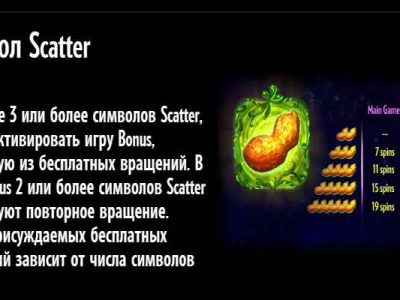 ол Scatter
е 3 или более символов Scatter,
ктивировать игру Bonus,
ую из бесплатных вращений. В
us 2 или более символов Scatter
уют повторное вращение.
рисуждаемых бесплатных
ий зависит от числа символов
Main Game
---
7 spins
11 spins
15 spins
19 spins